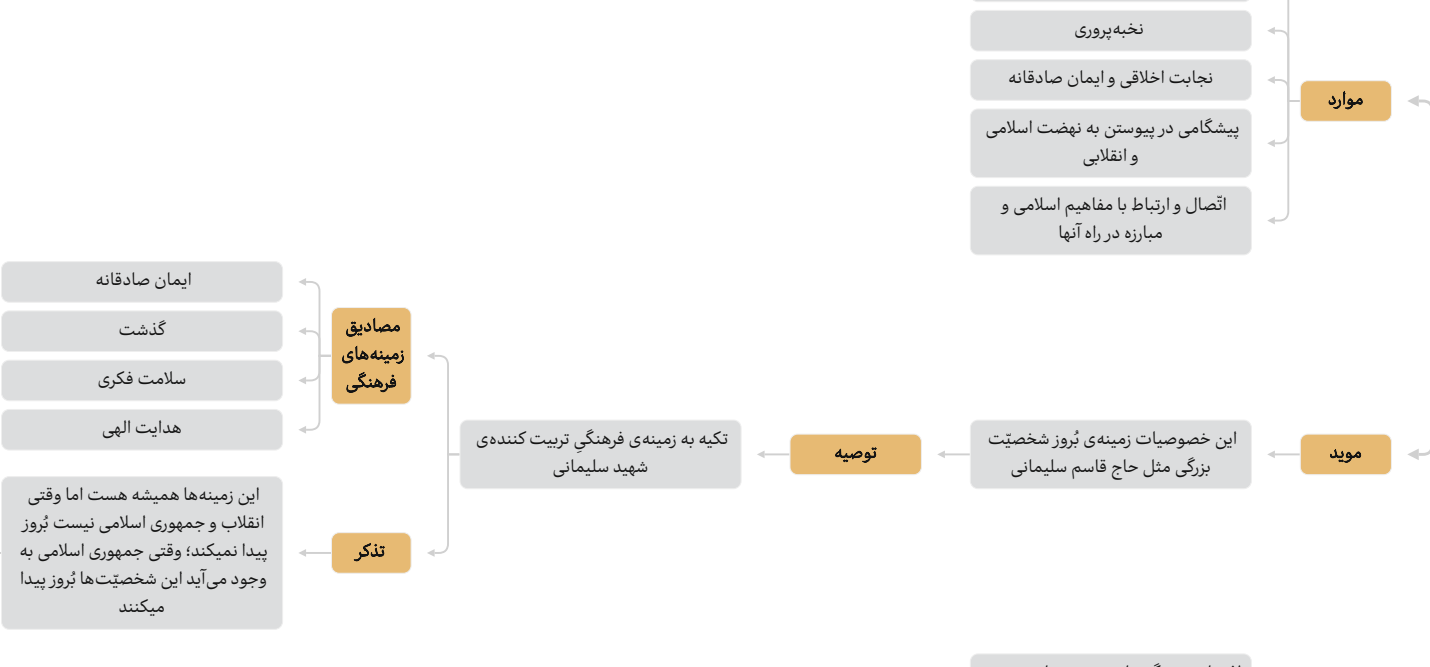 نخبه‌پروری
نجابت اخلاقی و ایمان صادقانه
موارد
پیشگامی در پیوستن به نهضت اسلامی
و انقلابی
اتّصال و ارتباط با مفاهیم اسلامی و
مبارزه در راه آنها
موید
این خصوصیات زمینه‌ی بُروز شخصیّت
بزرگی مثل حاج قاسم سلیمانی
توصیه
تکیه به زمینه‌ی فرهنگیِ تربیت کننده‌ی
شهید سلیمانی
مصادیق
زمینه‌های
فرهنگی
ایمان صادقانه
گذشت
سلامت فکری
هدایت الهی
تذکر
این زمینه‌ها همیشه هست اما وقتی
انقلاب و جمهوری اسلامی نیست بُروز
پیدا نمیکند؛ وقتی جمهوری اسلامی به
وجود می‌آید این شخصیّت‌ها بُروز پیدا
میکنند